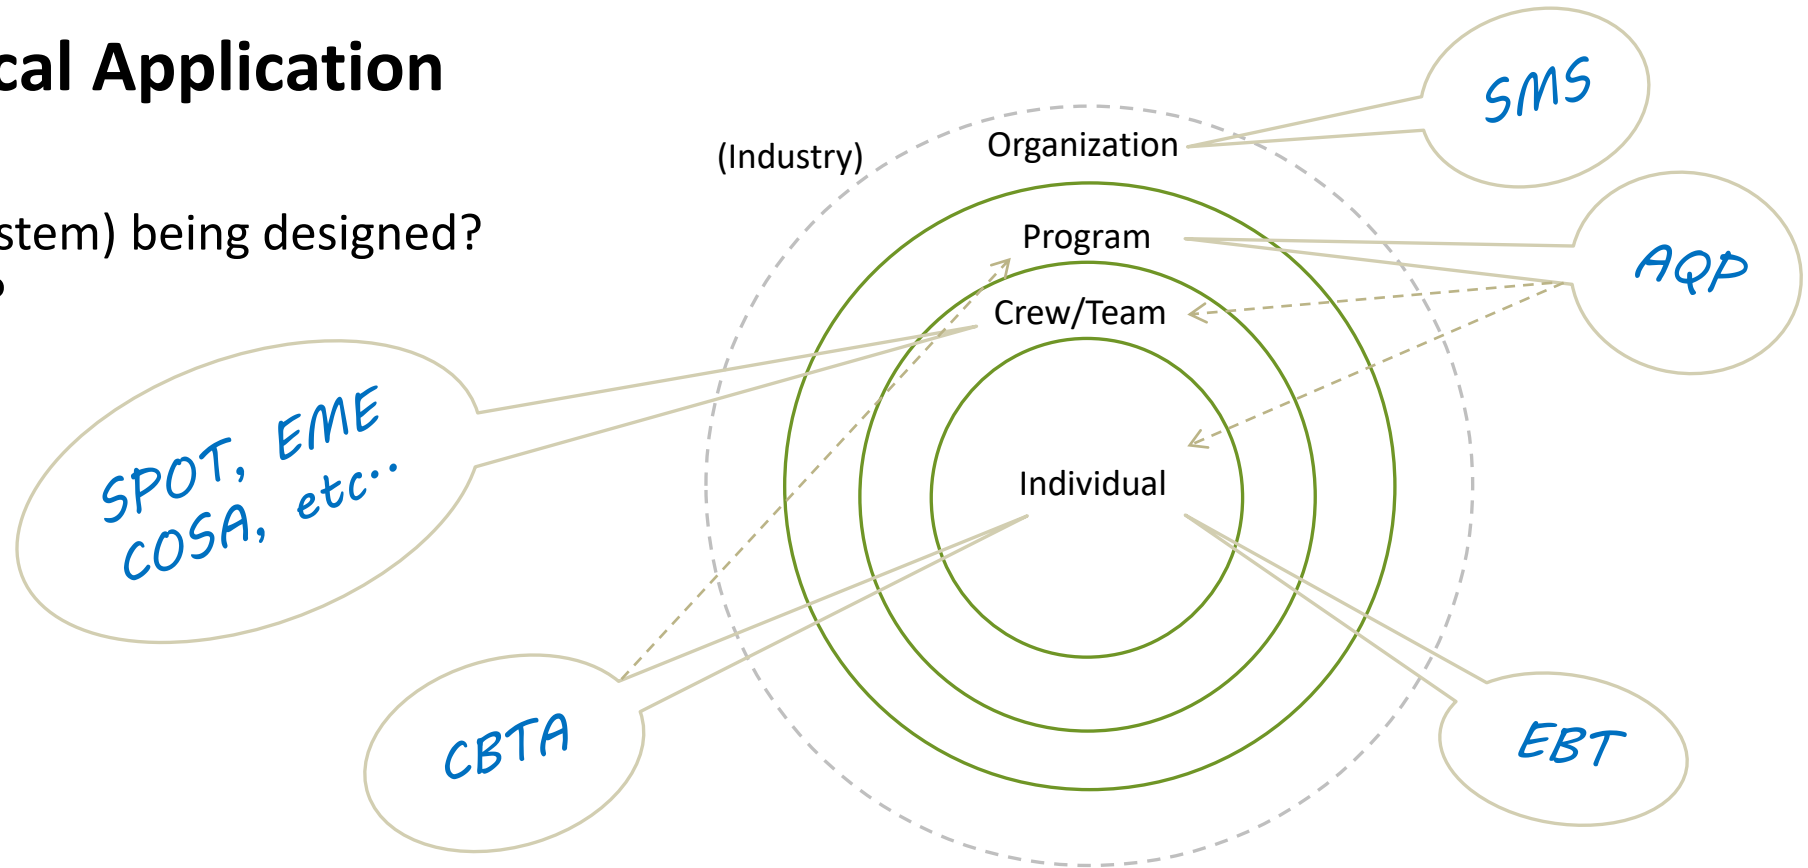 cal Application
stem) being designed?
?
(Industry)
Organization
Program
Crew/Team
Individual
SMS
AQP
SPOT, EME
COSA, etc..
CBTA
EBT